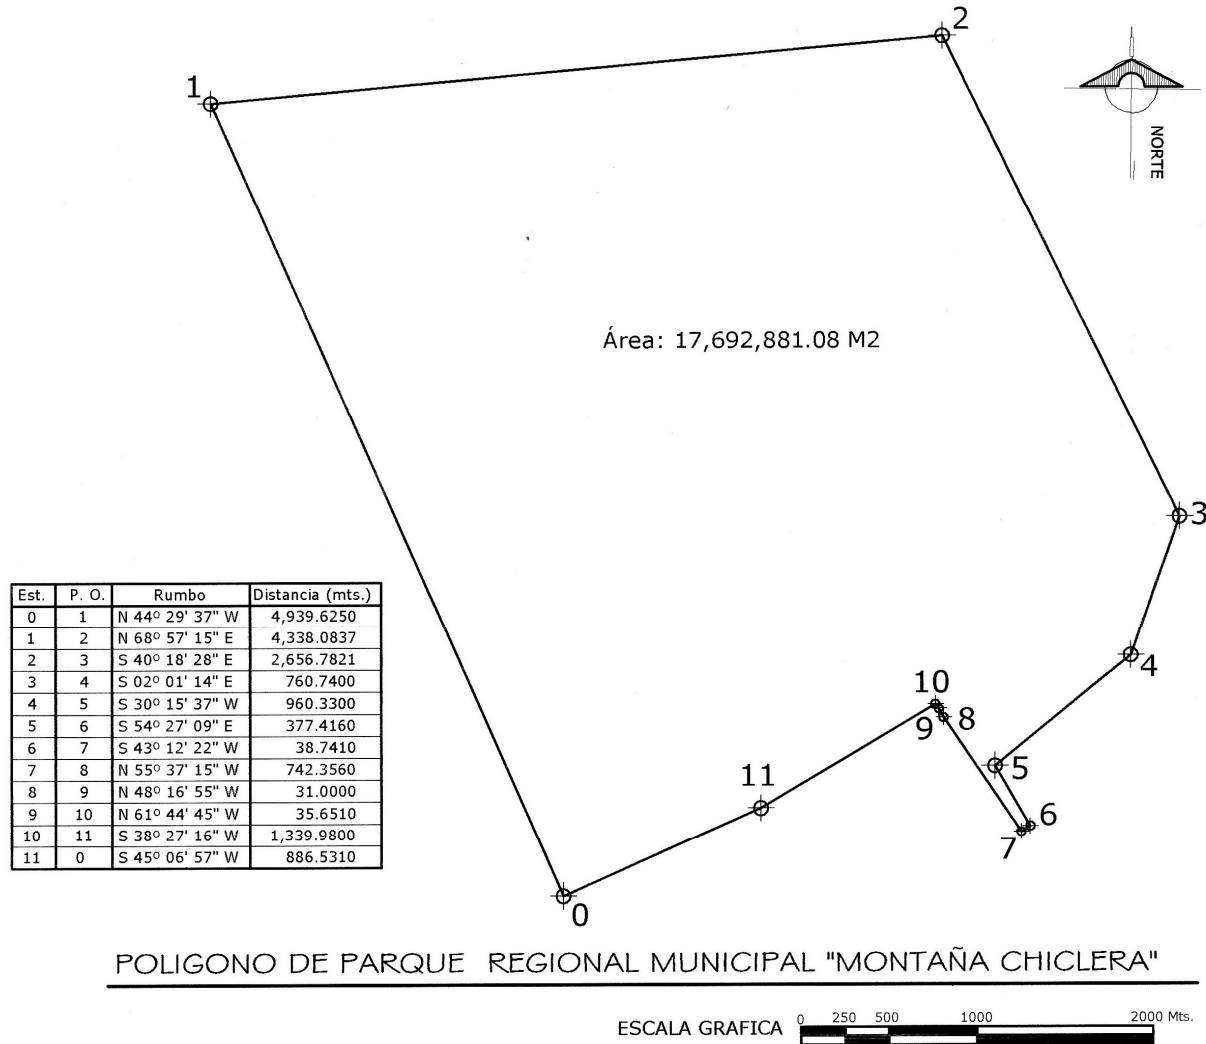 1
2
NORTE
Área: 17,692,881.08 M2
3
4
10
9
8
5
11
6
7
0
Est. P. O. Rumbo Distancia (mts.)
0 1 N 44º 29' 37" W 4,939.6250
1 2 N 68º 57' 15" E 4,338.0837
2 3 S 40º 18' 28" E 2,656.7821
3 4 S 02º 01' 14" E 760.7400
4 5 S 30º 15' 37" W 960.3300
5 6 S 54º 27' 09" E 377.4160
6 7 S 43º 12' 22" W 38.7410
7 8 N 55º 37' 15" W 742.3560
8 9 N 48º 16' 55" W 31.0000
9 10 N 61º 44' 45" W 35.6510
10 11 S 38º 27' 16" W 1,339.9800
11 0 S 45º 06' 57" W 886.5310
POLIGONO DE PARQUE REGIONAL MUNICIPAL "MONTAÑA CHICLERA"
ESCALA GRAFICA 0 250 500 1000 2000 Mts.